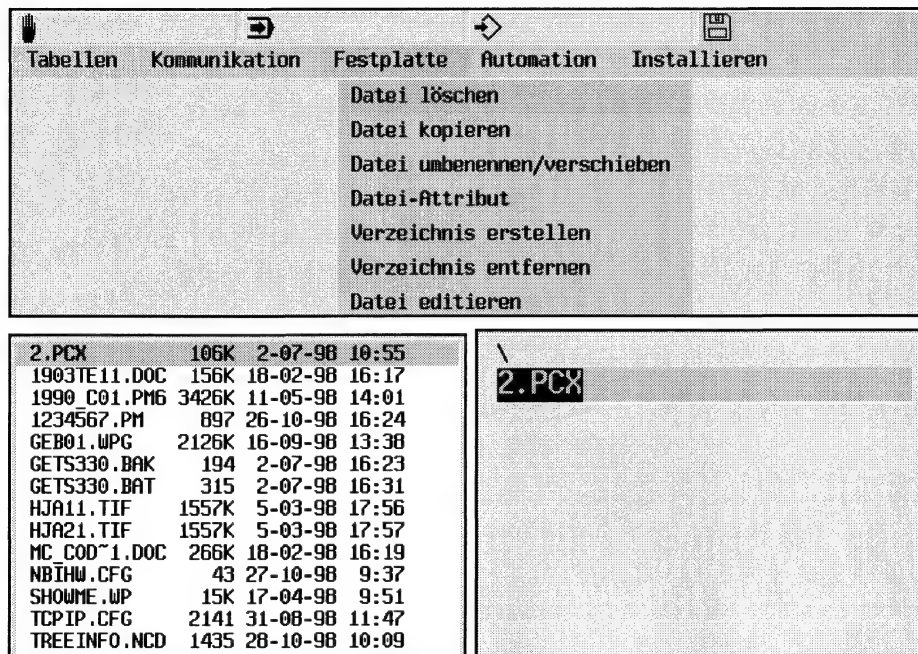 Tabellen Kommunikation Festplatte Automation Installieren
Datei löschen
Datei kopieren
Datei umbenennen/verschieben
Datei-Attribut
Verzeichnis erstellen
Verzeichnis entfernen
Datei editieren
2.PCX 106K 2-07-98 10:55
1903TE11.DOC 156K 18-02-98 16:17
1990_C01.PM6 3426K 11-05-98 14:01
1234567.PM 897 26-10-98 16:24
GEB01.WPG 2126K 16-09-98 13:38
GETS330.BAK 194 2-07-98 16:23
GETS330.BAT 315 2-07-98 16:31
HJA11.TIF 1557K 5-03-98 17:56
HJA21.TIF 1557K 5-03-98 17:57
MC_COD~1.DOC 266K 18-02-98 16:19
NBIHW.CFG 43 27-10-98 9:37
SHOWME.WP 15K 17-04-98 9:51
TCPIP.CFG 2141 31-08-98 11:47
TREEINFO.NCD 1435 28-10-98 10:09
\
2.PCX